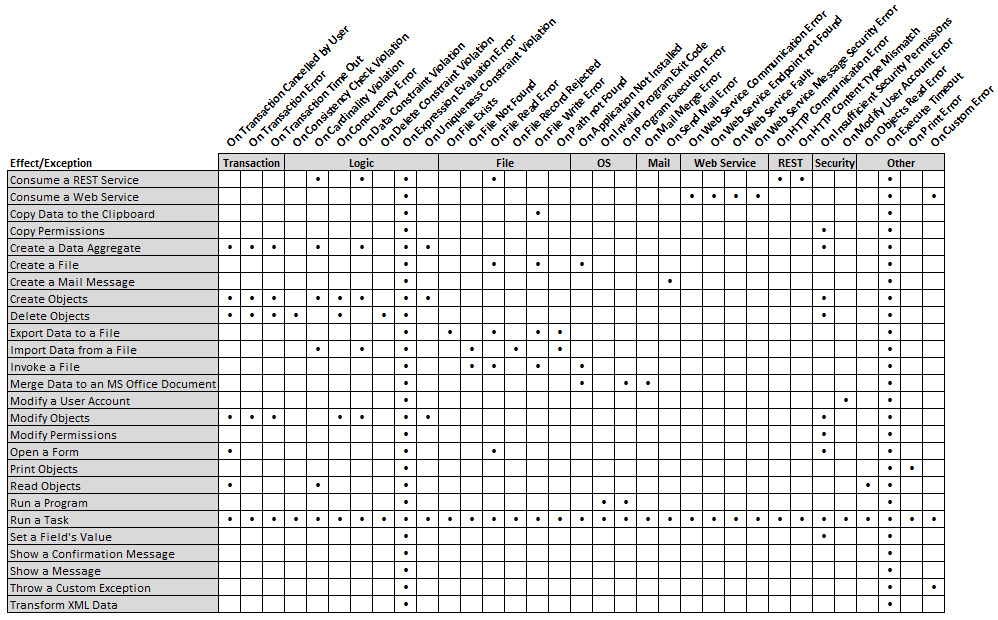 On Transaction Cancelled by User
On Transaction Error
On Transaction Time Out
On Consistency Check Violation
On Cardinality Violation
On Concurrency Error
On Data Constraint Violation
On Delete Constraint Violation
On Expression Evaluation Error
On Uniqueness Constraint Violation
On File Exists
On File Not Found
On File Read Error
On File Record Rejected
On File Write Error
On Path not Found
On Application Not Installed
On Invalid Program Exit Code
On Program Execution Error
On Mail Merge Error
On Send Mail Error
On Web Service Communication Error
On Web Service Endpoint not Found
On Web Service Fault
On Web Service Message Security Error
On HTTP Communication Error
On HTTP Content Type Mismatch
On Insufficient Security Permissions
On Modify User Account Error
On Objects Read Error
On Execute Timeout
On Print Error
On Custom Error
Effect/Exception Transaction Logic File OS Mail Web Service REST Security Other
Consume a REST Service
Consume a Web Service
Copy Data to the Clipboard
Copy Permissions
Create a Data Aggregate
Create a File
Create a Mail Message
Create Objects
Delete Objects
Export Data to a File
Import Data from a File
Invoke a File
Merge Data to an MS Office Document
Modify a User Account
Modify Objects
Modify Permissions
Open a Form
Print Objects
Read Objects
Run a Program
Run a Task
Set a Field's Value
Show a Confirmation Message
Show a Message
Throw a Custom Exception
Transform XML Data